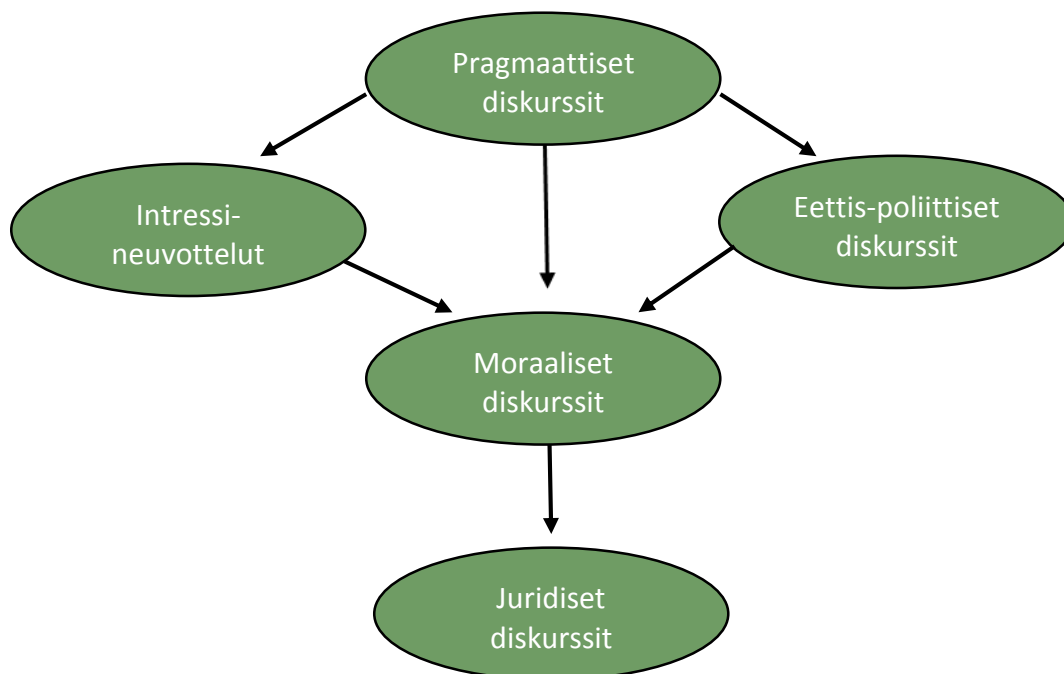 Pragmaattiset
diskurssit
Intressi-
neuvottelut
Eettis-poliittiset
diskurssit
Moraaliset
diskurssit
Juridiset
diskurssit